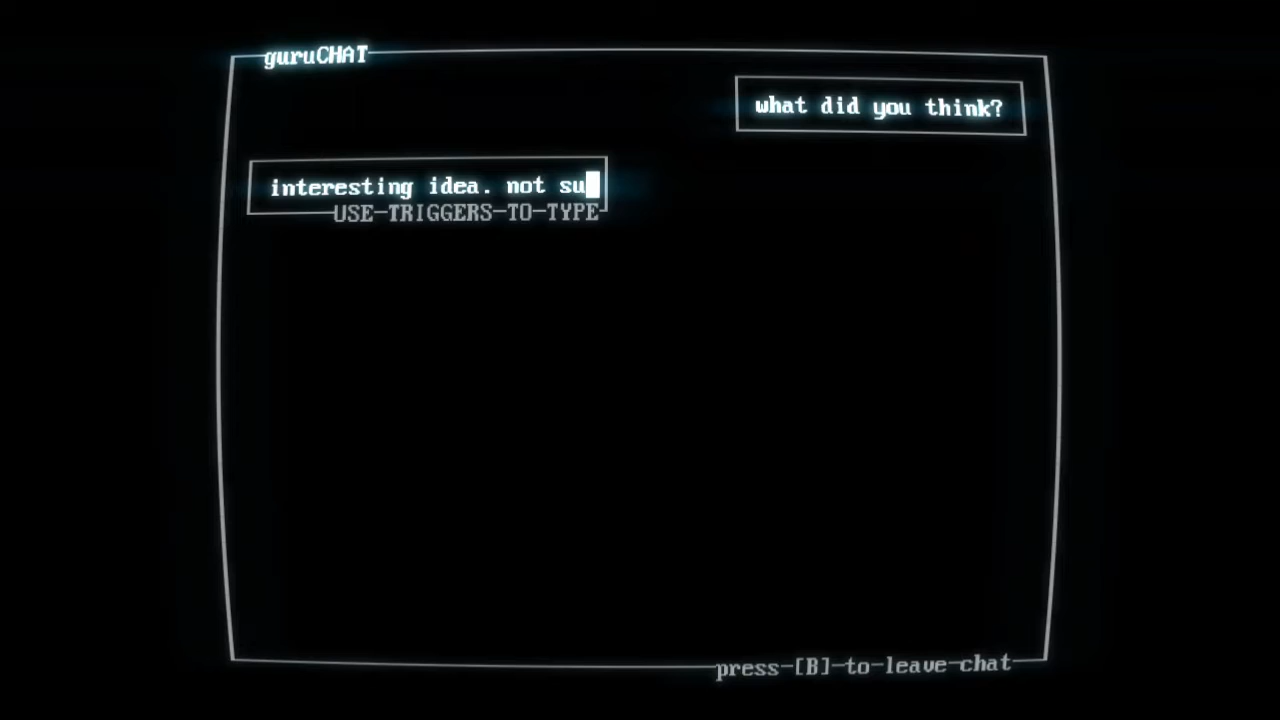 guruCHAT
what did you think?
interesting idea. not su
USE-TRIGGERS-TO-TYPE
press-[B]-to-leave-chat